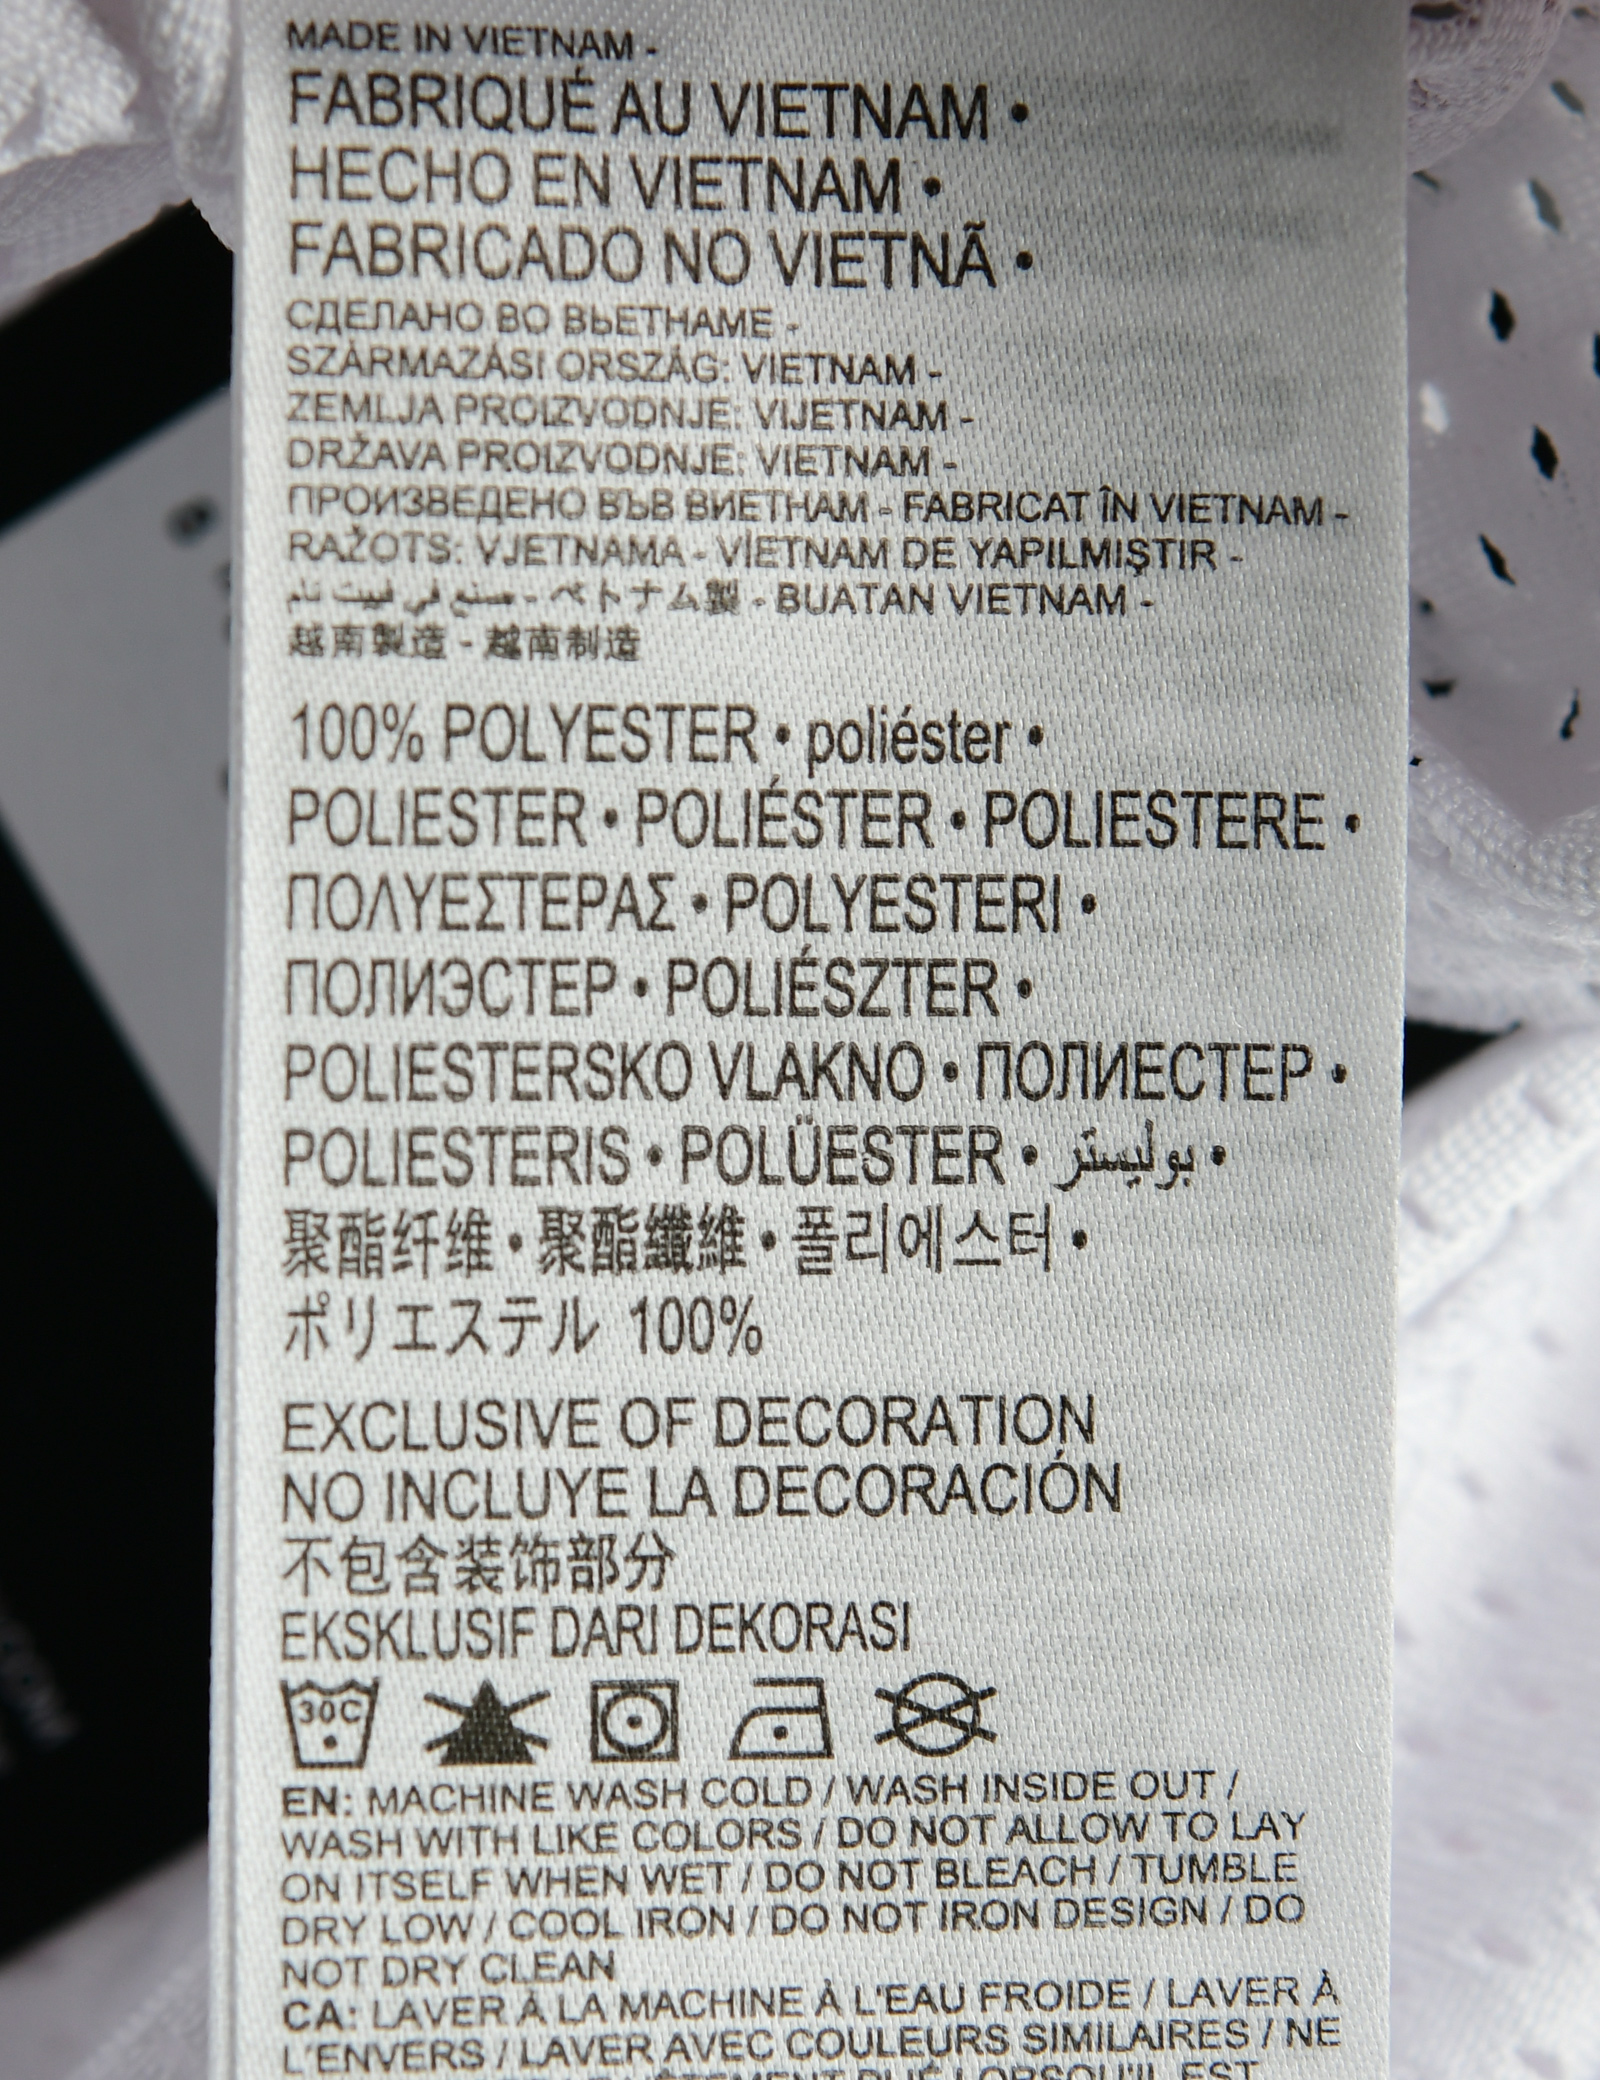 MADE IN VIETNAM -
FABRIQUÉ AU VIETNAM •
HECHO EN VIETNAM •
FABRICADO NO VIETNÃ •
СДЕЛАНО ВО ВЬЕТНАМЕ -
SZÁRMAZÁSI ORSZÁG: VIETNAM -
ZEMLJA PROIZVODNJE: VIJETNAM -
DRŽAVA PROIZVODNJE: VIETNAM -
ПРОИЗВЕДЕНО ВЪВ ВИЕТНАМ - FABRICAT ÎN VIETNAM -
RAŽOTS: VJETNAMA - VIETNAM DE YAPILMIŞTIR -
صنع في فييت نام - ベトナム製 - BUATAN VIETNAM -
越南製造 - 越南制造
100% POLYESTER • poliéster •
POLIESTER • POLIÉSTER • POLIESTERE •
ΠΟΛΥΕΣΤΕΡΑΣ • POLYESTERI •
ПОЛИЭСТЕР • POLIÉSZTER •
POLIESTERSKO VLAKNO • ПОЛИЕСТЕР •
POLIESTERIS • POLÜESTER • بوليستر •
聚酯纤维 • 聚酯纖維 • 폴리에스터 •
ポリエステル 100%
EXCLUSIVE OF DECORATION
NO INCLUYE LA DECORACIÓN
不包含装饰部分
EKSKLUSIF DARI DEKORASI
30C
EN: MACHINE WASH COLD / WASH INSIDE OUT /
WASH WITH LIKE COLORS / DO NOT ALLOW TO LAY
ON ITSELF WHEN WET / DO NOT BLEACH / TUMBLE
DRY LOW / COOL IRON / DO NOT IRON DESIGN / DO
NOT DRY CLEAN
CA: LAVER À LA MACHINE À L'EAU FROIDE / LAVER À
L'ENVERS / LAVER AVEC COULEURS SIMILAIRES / NE
PLIÉ LORSQU'IL EST